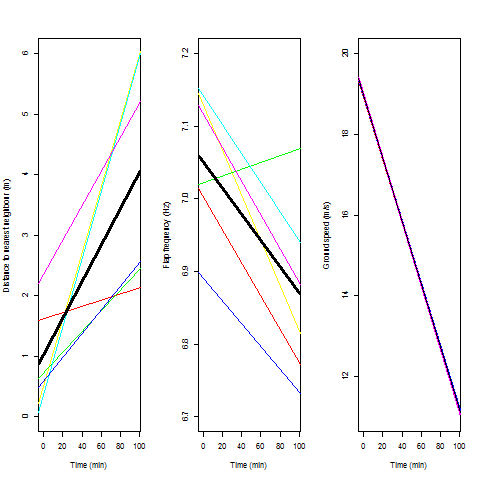 Distance to nearest neighbour (m)
0 1 2 3 4 5 6
0 20 40 60 80 100
Time (min)
Flap frequency (Hz)
6.7 6.8 6.9 7.0 7.1 7.2
0 20 40 60 80 100
Time (min)
Ground speed (m/s)
12 14 16 18 20
0 20 40 60 80 100
Time (min)